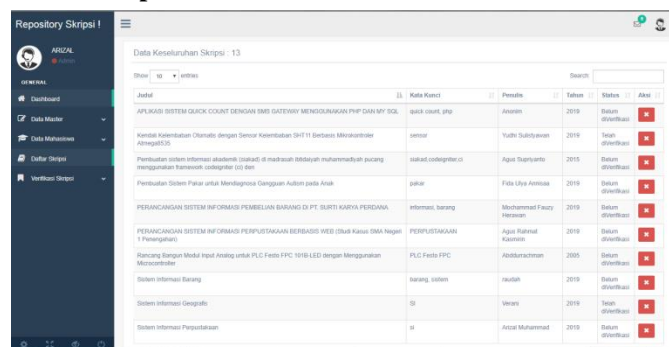 Repository Skripsi !
ARIZAL
Admin
GENERAL
Dashboard
Data Master
Data Mahasiswa
Daftar Skripsi
Verifikasi Skripsi
Data Keseluruhan Skripsi : 13
Show 10 entries
Search:
Judul Kata Kunci Penulis Tahun Status Aksi
APLIKASI SISTEM QUICK COUNT DENGAN SMS GATEWAY MENGGUNAKAN PHP DAN MY SQL quick count, php Anonim 2019 Belum
diVerifikasi
Kendali Kelembaban Otomatis dengan Sensor Kelembaban SHT11 Berbasis Mikrokontroler sensor Yudhi Sulistyawan 2019 Telah
Atmega8535 diVerifikasi
Pembuatan sistem informasi akademik (siakad) di madrasah ibtidaiyah muhammadiyah pucang siakad,codeigniter,ci Agus Supriyanto 2015 Belum
menggunakan framework codeigniter (ci) dan diVerifikasi
Pembuatan Sistem Pakar untuk Mendiagnosa Gangguan Autism pada Anak pakar Fida Ulya 2019 Belum
diVerifikasi
PERANCANGAN SISTEM INFORMASI PEMBELIAN BARANG DI PT. SURTI KARYA PERDANA informasi, barang Mochammad Fauzy 2019 Belum
Herawan diVerifikasi
PERANCANGAN SISTEM INFORMASI PERPUSTAKAAN BERBASIS WEB (Studi Kasus SMA Negeri PERPUSTAKAAN Agus Rahmat 2019 Belum
1 Penengahan) diVerifikasi
Rancang Bangun Modul Input Analog untuk PLC Festo FPC 101B-LED dengan Menggunakan PLC Festo FPC Abddurrachman 2005 Belum
Microcontroller diVerifikasi
Sistem Informasi Barang barang, sistem raudah 2019 Belum
diVerifikasi
Sistem Informasi Geografis SI Verani 2019 Telah
diVerifikasi
Sistem Informasi Perpustakaan si Arizal Muhammad 2019 Belum
diVerifikasi